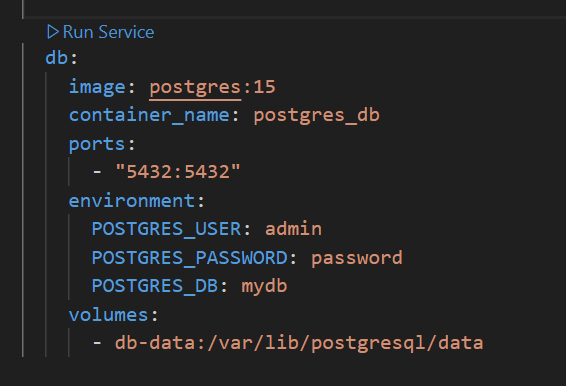 Run Service
db:
image: postgres:15
container_name: postgres_db
ports:
- "5432:5432"
environment:
POSTGRES_USER: admin
POSTGRES_PASSWORD: password
POSTGRES_DB: mydb
volumes:
- db-data:/var/lib/postgresql/data